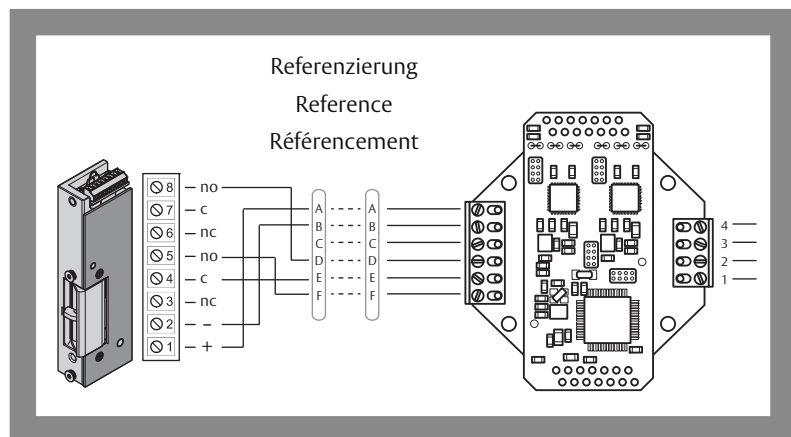 Referenzierung
Reference
Référencement
8 – no
7 – c
6 – nc
5 – no
4 – c
3 – nc
2 – –
1 – +
A A
B B
C C
D D
E E
F F
4
3
2
1